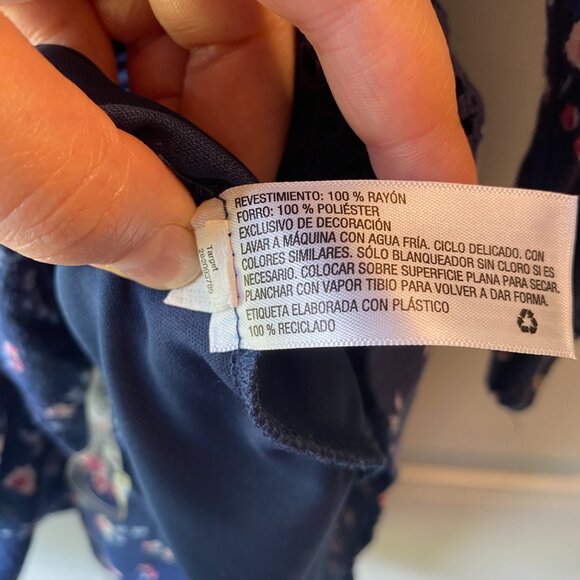 REVESTIMIENTO: 100 % RAYÓN
FORRO: 100 % POLIÉSTER
EXCLUSIVO DE DECORACIÓN
LAVAR A MÁQUINA CON AGUA FRÍA. CICLO DELICADO. CON
COLORES SIMILARES. SÓLO BLANQUEADOR SIN CLORO SI ES
NECESARIO. COLOCAR SOBRE SUPERFICIE PLANA PARA SECAR.
PLANCHAR CON VAPOR TIBIO PARA VOLVER A DAR FORMA.
ETIQUETA ELABORADA CON PLÁSTICO
100 % RECICLADO
Target